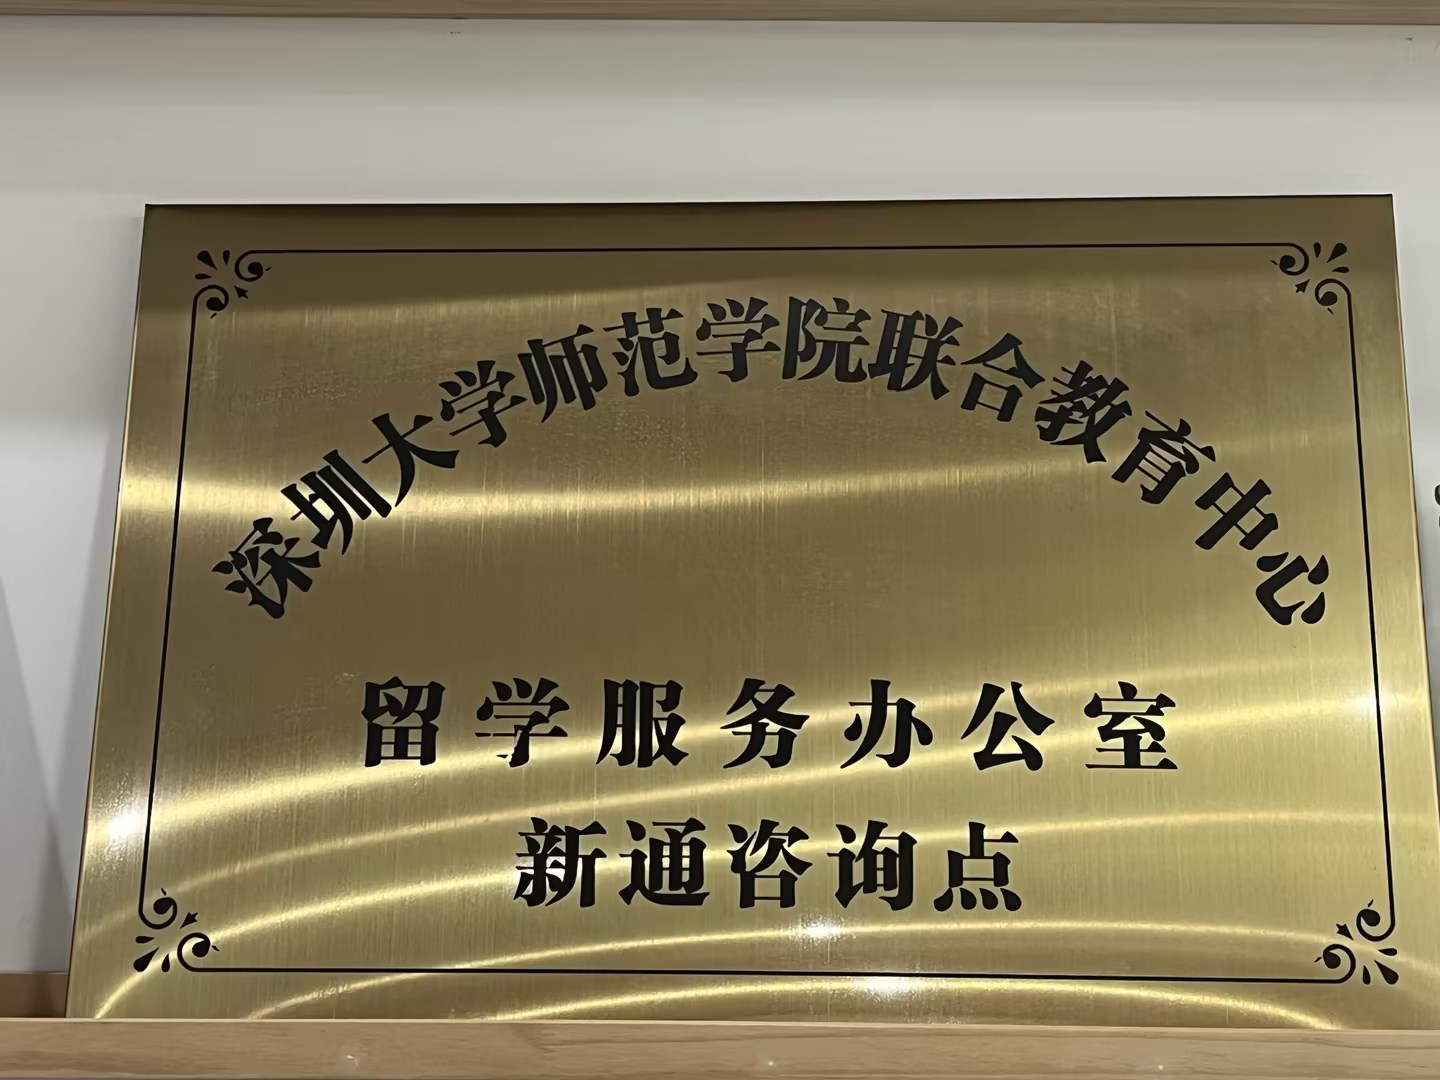 深圳大学师范学院联合教育中心
留学服务办公室
新通咨询点